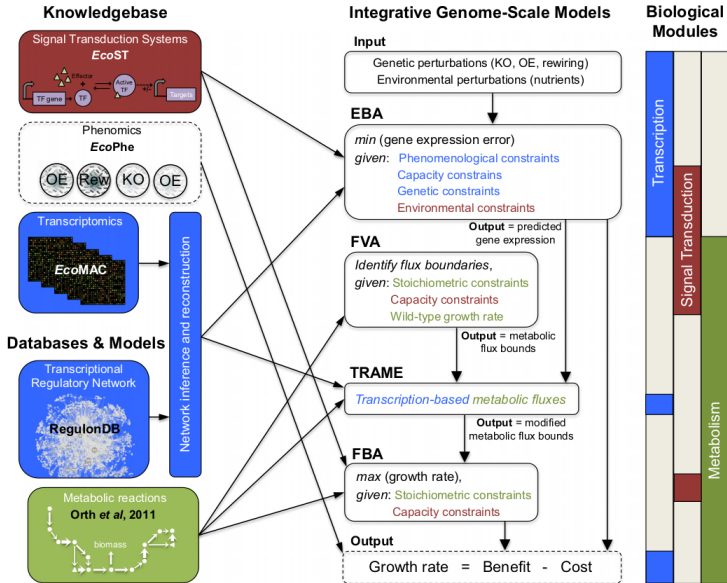 Knowledgebase
Signal Transduction Systems
EcoST
Effector
TF gene
TF
Active
TF
+/-
Targets
Phenomics
EcoPhe
OE
Rew
KO
OE
Transcriptomics
EcoMAC
Network inference and reconstruction
Databases & Models
Transcriptional
Regulatory Network
RegulonDB
Metabolic reactions
Orth et al, 2011
biomass
Integrative Genome-Scale Models
Input
Genetic perturbations (KO, OE, rewiring)
Environmental perturbations (nutrients)
EBA
min (gene expression error)
given: Phenomenological constraints
Capacity constrains
Genetic constraints
Environmental constraints
Output = predicted
gene expression
FVA
Identify flux boundaries,
given: Stoichiometric constraints
Capacity constraints
Wild-type growth rate
Output = metabolic
flux bounds
TRAME
Transcription-based metabolic fluxes
Output = modified
metabolic flux bounds
FBA
max (growth rate),
given: Stoichiometric constraints
Capacity constraints
Output
Growth rate = Benefit - Cost
Biological
Modules
Transcription
Signal Transduction
Metabolism